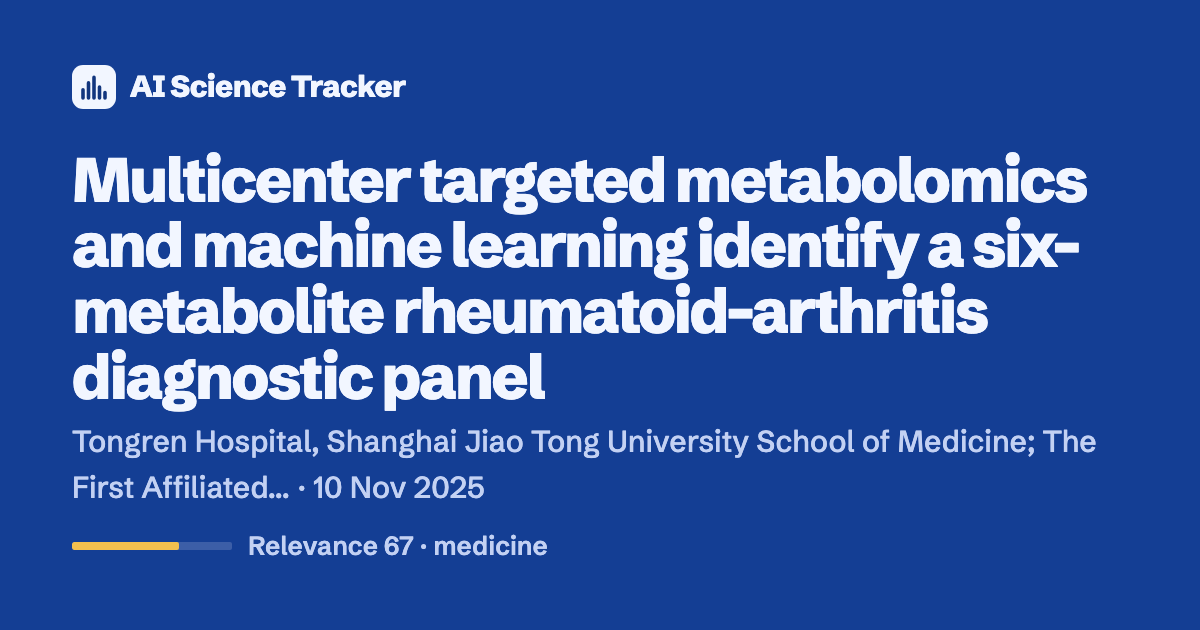 AI Science Tracker
Multicenter targeted metabolomics
and machine learning identify a six-
metabolite rheumatoid-arthritis
diagnostic panel
Tongren Hospital, Shanghai Jiao Tong University School of Medicine; The
First Affiliated... · 10 Nov 2025
Relevance 67 · medicine